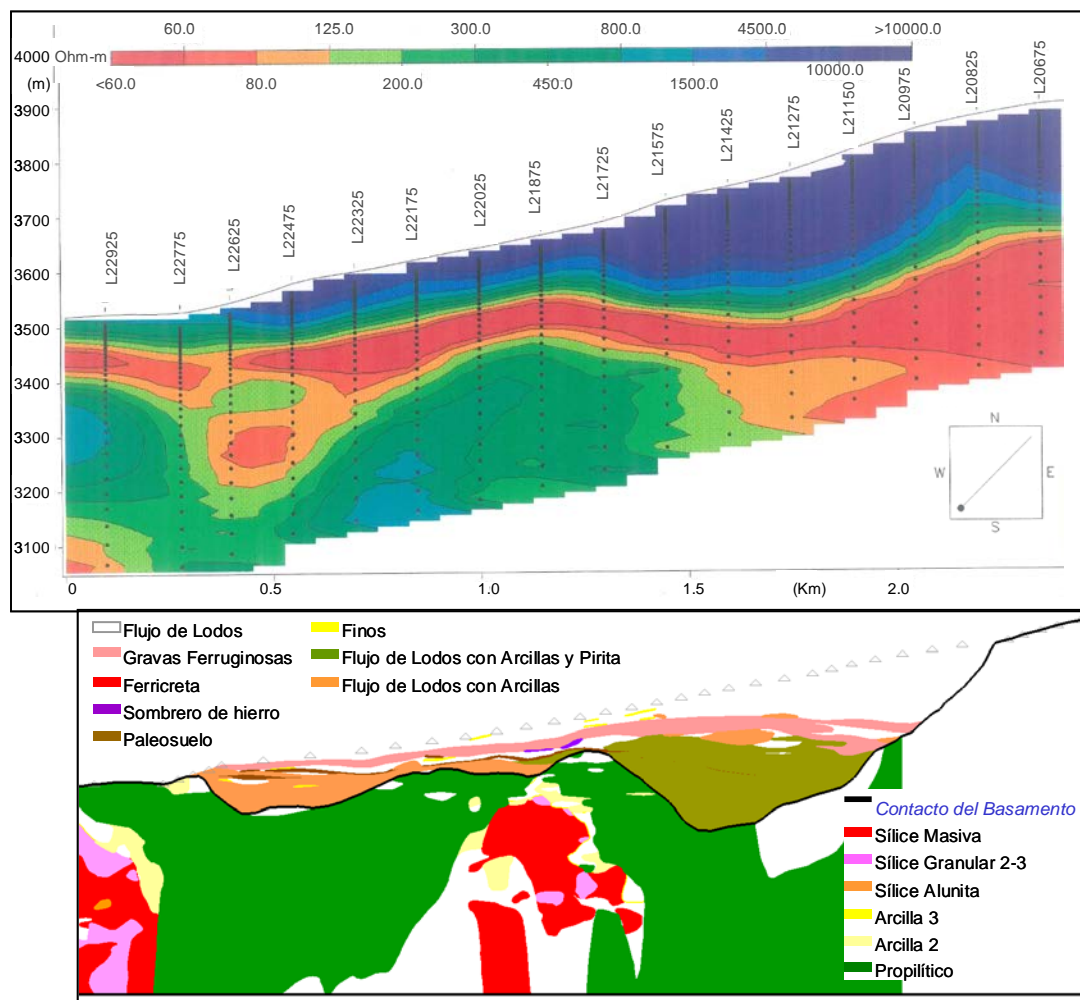 60.0 125.0 300.0 800.0 4500.0 >10000.0
4000 Ohm-m
(m) <60.0 80.0 200.0 450.0 1500.0 10000.0
3900
3800
3700
3600
3500
3400
3300
3200
3100
L22925
L22775
L22625
L22475
L22325
L22175
L22025
L21875
L21725
L21575
L21425
L21275
L21150
L20975
L20825
L20675
N
W E
S
0 0.5 1.0 1.5 (Km) 2.0
Flujo de Lodos
Gravas Ferruginosas
Ferricreta
Sombrero de hierro
Paleosuelo
Finos
Flujo de Lodos con Arcillas y Pirita
Flujo de Lodos con Arcillas
Contacto del Basamento
Sílice Masiva
Sílice Granular 2-3
Sílice Alunita
Arcilla 3
Arcilla 2
Propilítico